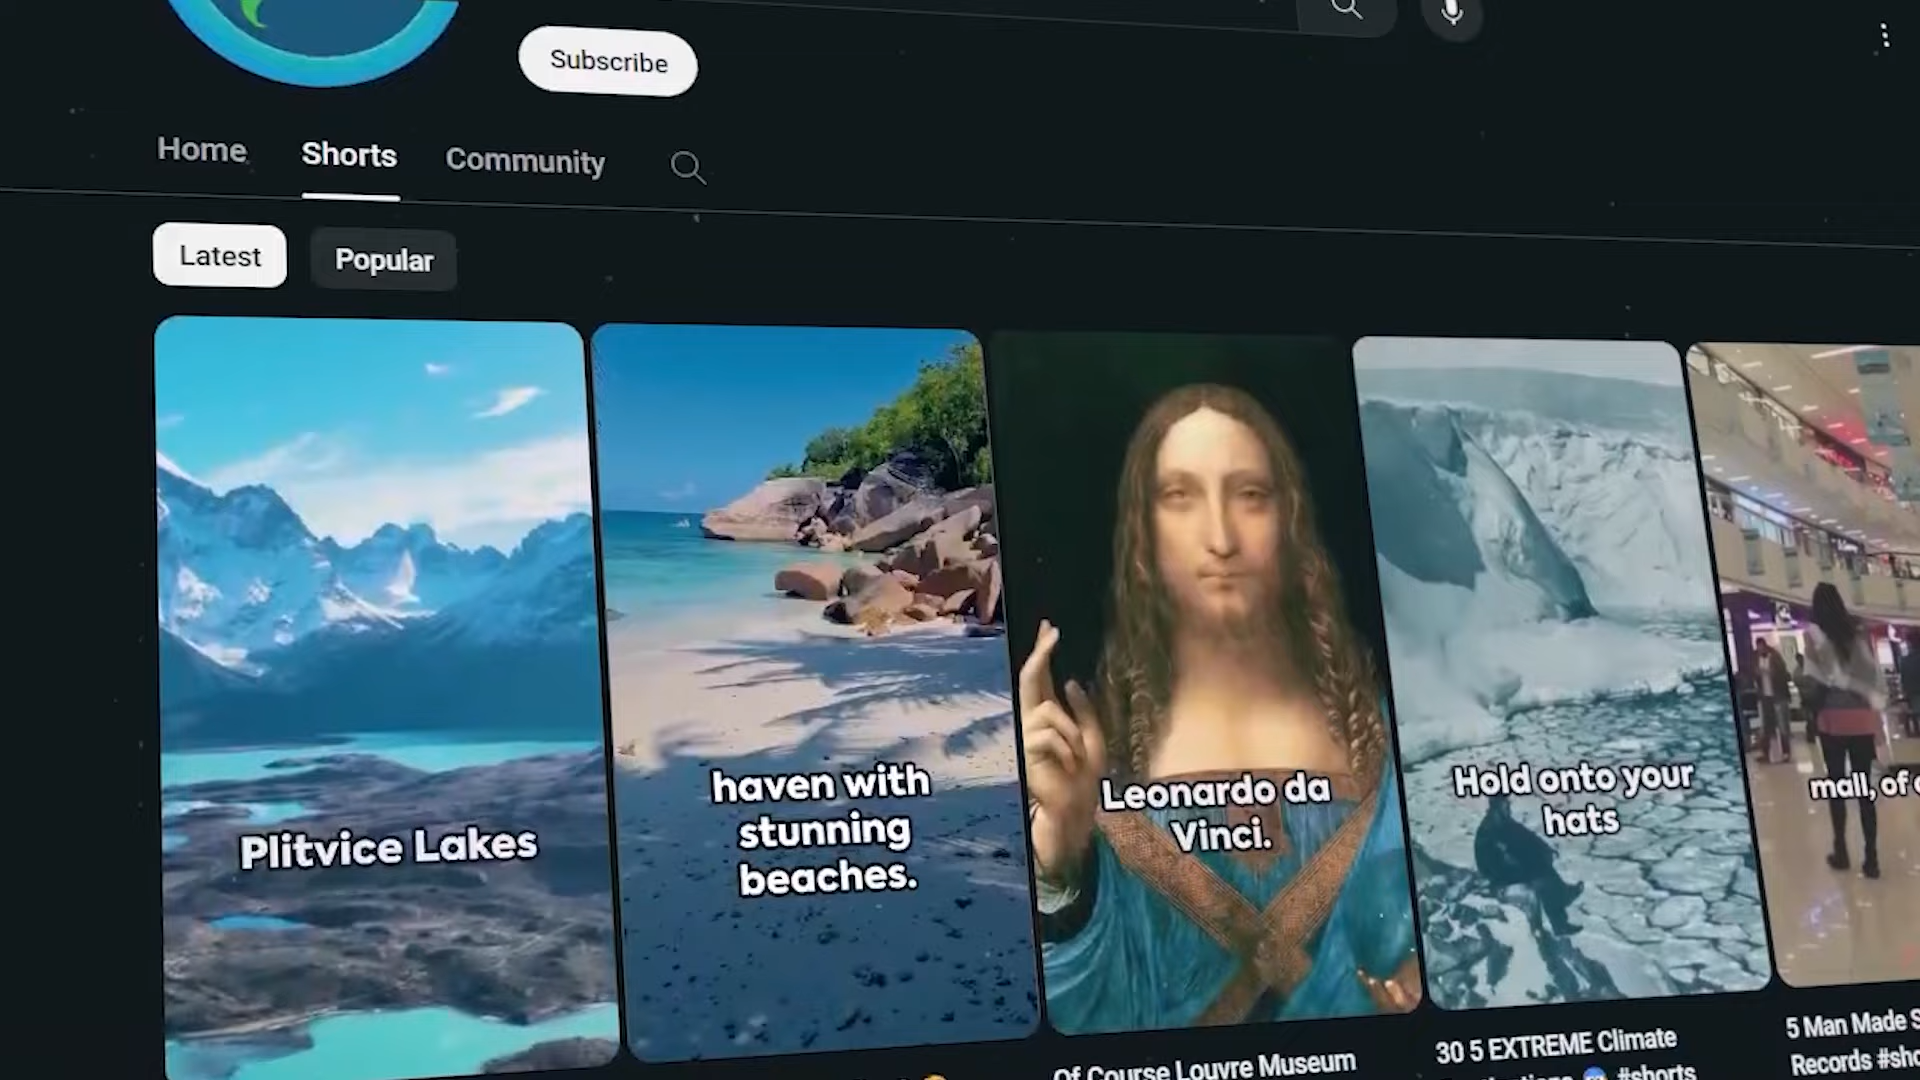 Subscribe
Home
Shorts
Community
Latest
Popular
Plitvice Lakes
haven with
stunning
beaches.
Leonardo da
Vinci.
Hold onto your
hats
mall, of
Of Course Louvre Museum
30 5 EXTREME Climate
#shorts
5 Man Made
Records